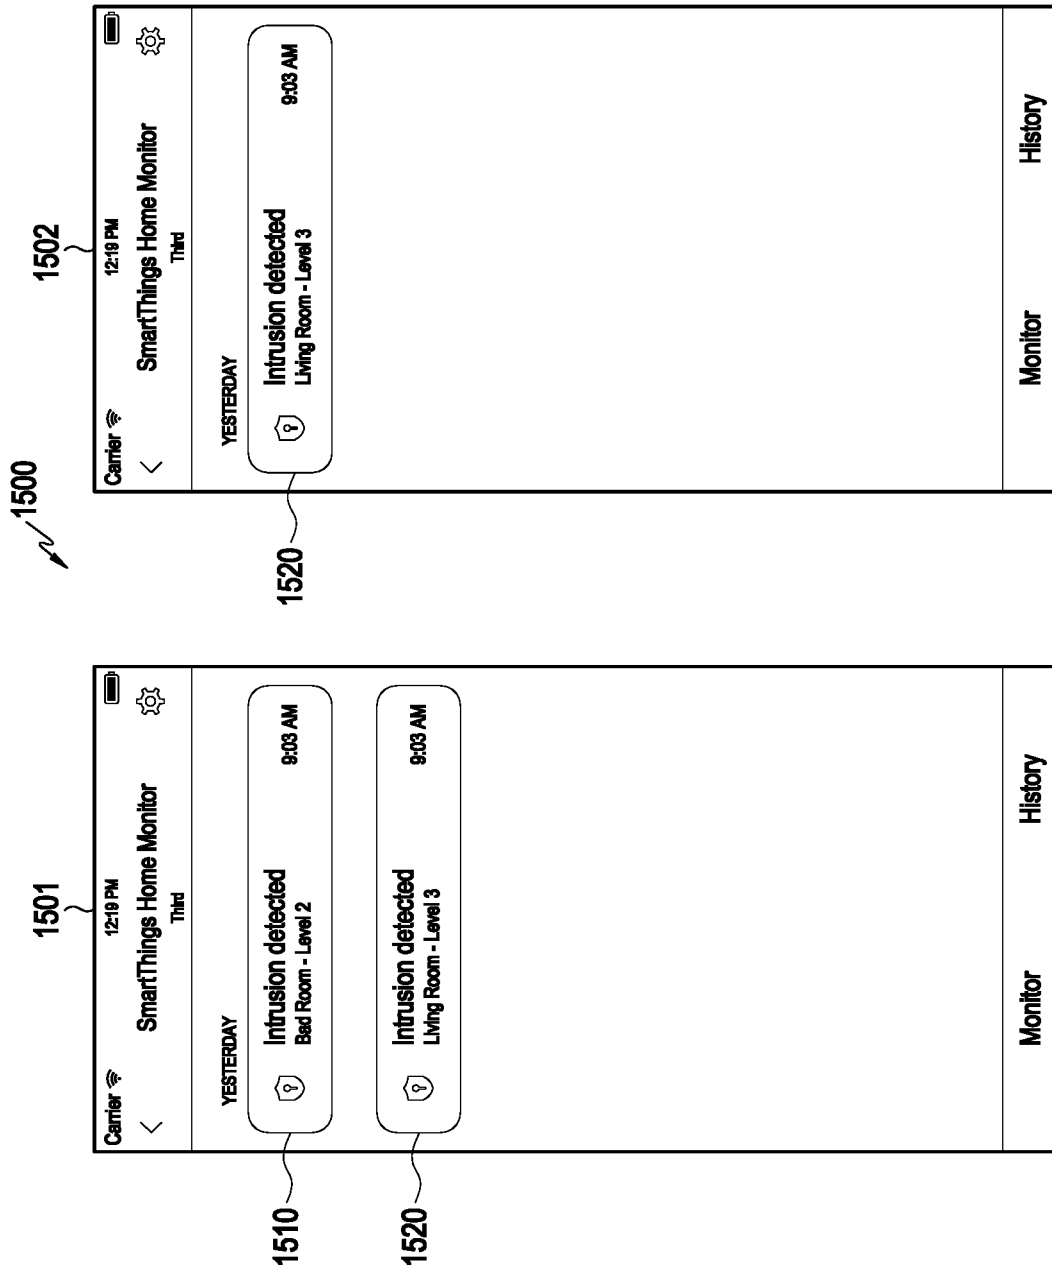 1500
1501
Carrier 12:19 PM
SmartThings Home Monitor
Third
YESTERDAY
1510
Intrusion detected
Bad Room - Level 2
9:03 AM
1520
Intrusion detected
Living Room - Level 3
9:03 AM
Monitor History
1502
Carrier 12:19 PM
SmartThings Home Monitor
Third
YESTERDAY
1520
Intrusion detected
Living Room - Level 3
9:03 AM
Monitor History